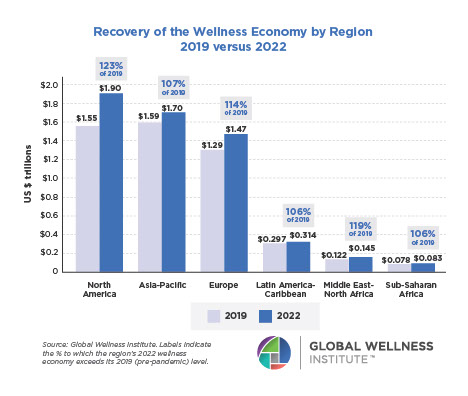 Recovery of the Wellness Economy by Region
2019 versus 2022
123%
of 2019
107%
of 2019
114%
of 2019
106%
of 2019
119%
of 2019
106%
of 2019
$1.55
$1.90
$1.59
$1.70
$1.29
$1.47
$0.297
$0.314
$0.122
$0.145
$0.078
$0.083
US $ trillions
$2.0
$1.8
$1.6
$1.4
$1.2
$1.0
$0.8
$0.6
$0.4
$0.2
0
North
America
Asia-Pacific
Europe
Latin America-
Caribbean
Middle East-
North Africa
Sub-Saharan
Africa
2019
2022
Source: Global Wellness Institute. Labels indicate
the % to which the region's 2022 wellness
economy exceeds its 2019 (pre-pandemic) level.
GLOBAL WELLNESS
INSTITUTE™